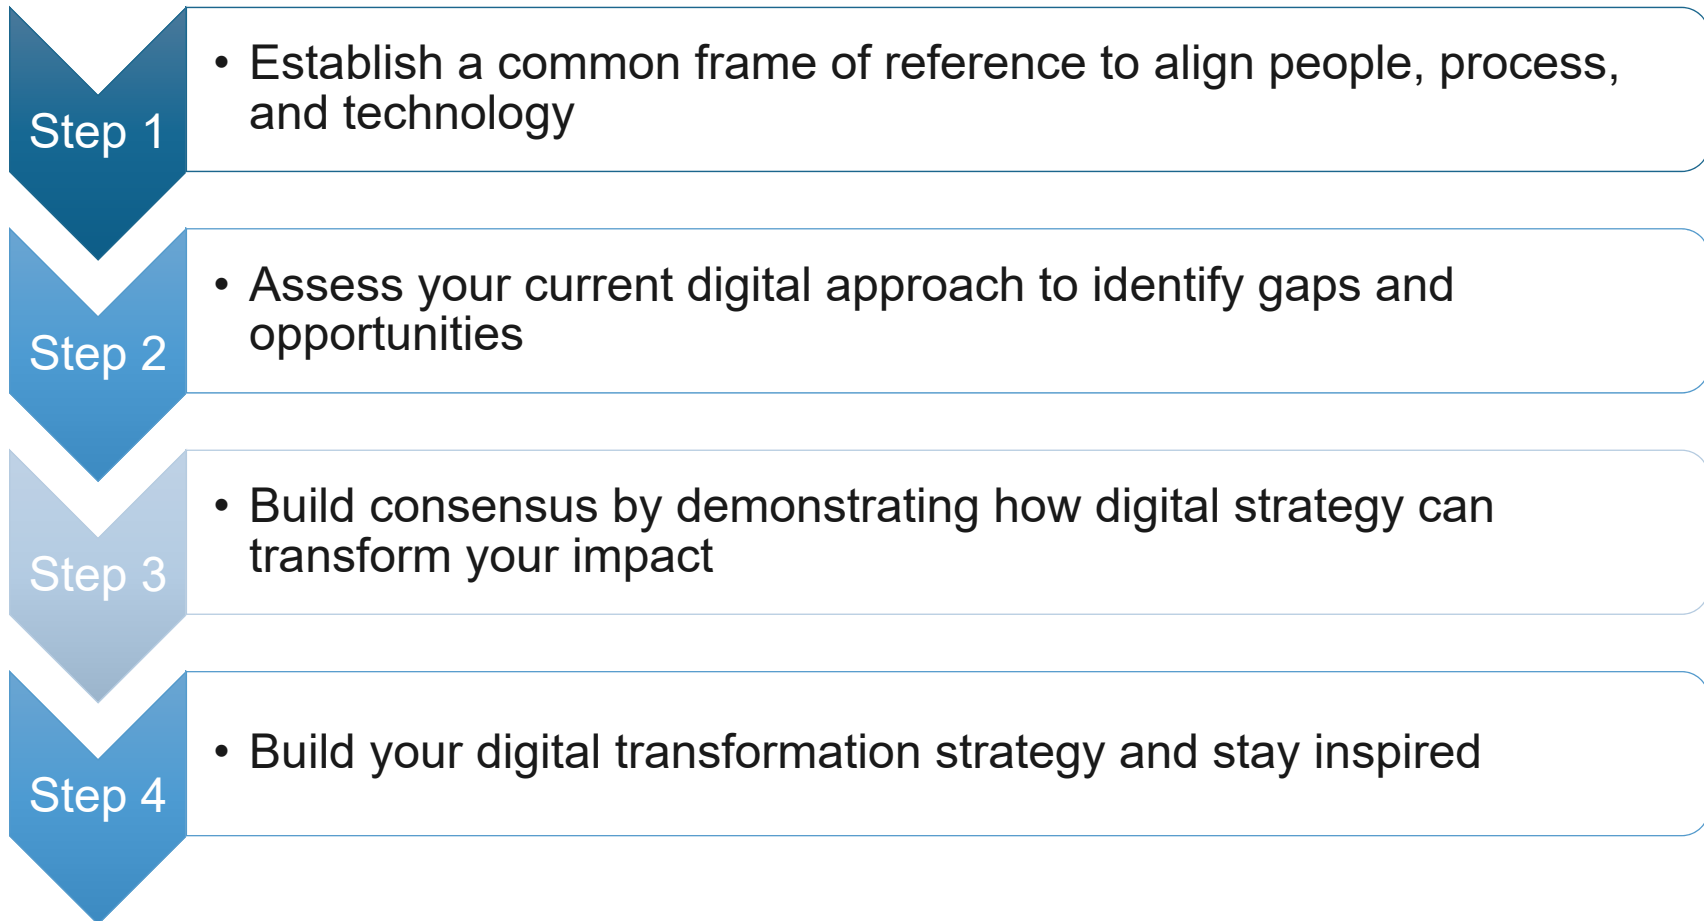 Step 1
• Establish a common frame of reference to align people, process,
and technology
Step 2
• Assess your current digital approach to identify gaps and
opportunities
Step 3
• Build consensus by demonstrating how digital strategy can
transform your impact
Step 4
• Build your digital transformation strategy and stay inspired